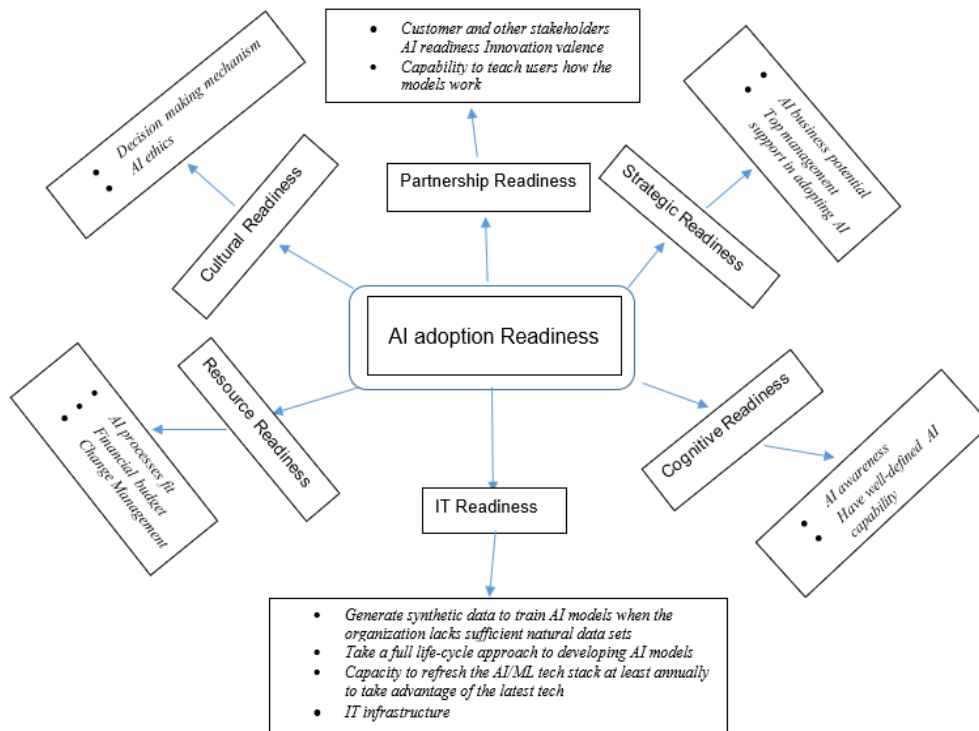 • Customer and other stakeholders
AI readiness Innovation valence
• Capability to teach users how the
models work
• Decision making mechanism
• AI ethics
• AI business potential
• Top management
support in adopting AI
Cultural Readiness
Partnership Readiness
Strategic Readiness
AI adoption Readiness
Resource Readiness
Cognitive Readiness
• AI processes fit
• Financial budget
• Change Management
IT Readiness
• AI awareness
• Have well-defined AI
capability
• Generate synthetic data to train AI models when the
organization lacks sufficient natural data sets
• Take a full life-cycle approach to developing AI models
• Capacity to refresh the AI/ML tech stack at least annually
to take advantage of the latest tech
• IT infrastructure